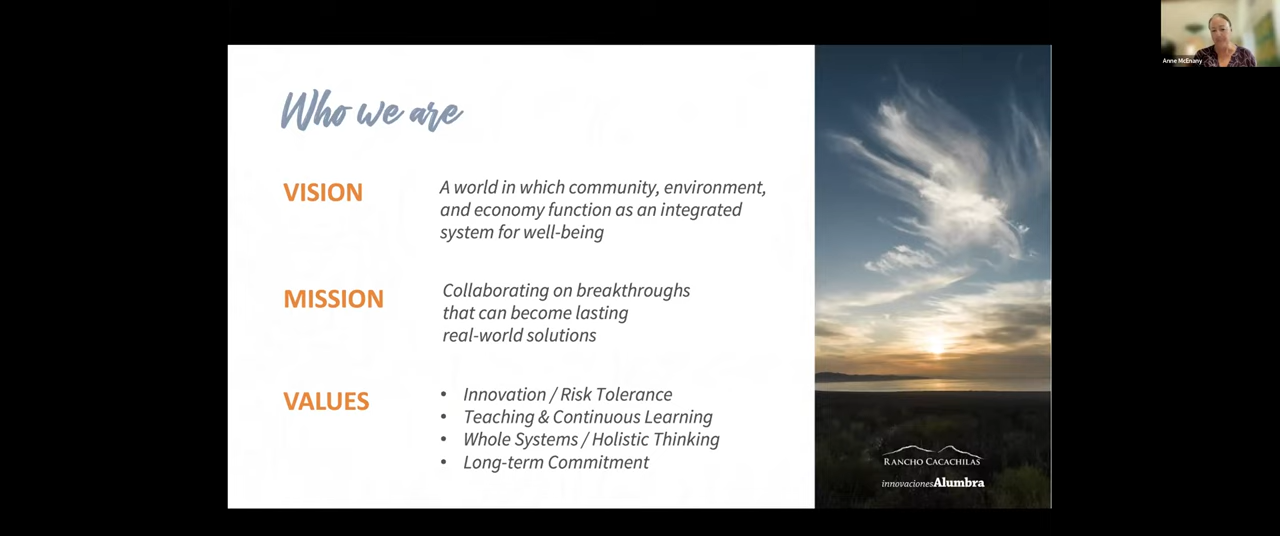 Who we are
VISION
A world in which community, environment,
and economy function as an integrated
system for well-being
MISSION
Collaborating on breakthroughs
that can become lasting
real-world solutions
VALUES
• Innovation / Risk Tolerance
• Teaching & Continuous Learning
• Whole Systems / Holistic Thinking
• Long-term Commitment
RANCHO CACACHILAS
innovacionesAlumbra
Anne McEnany